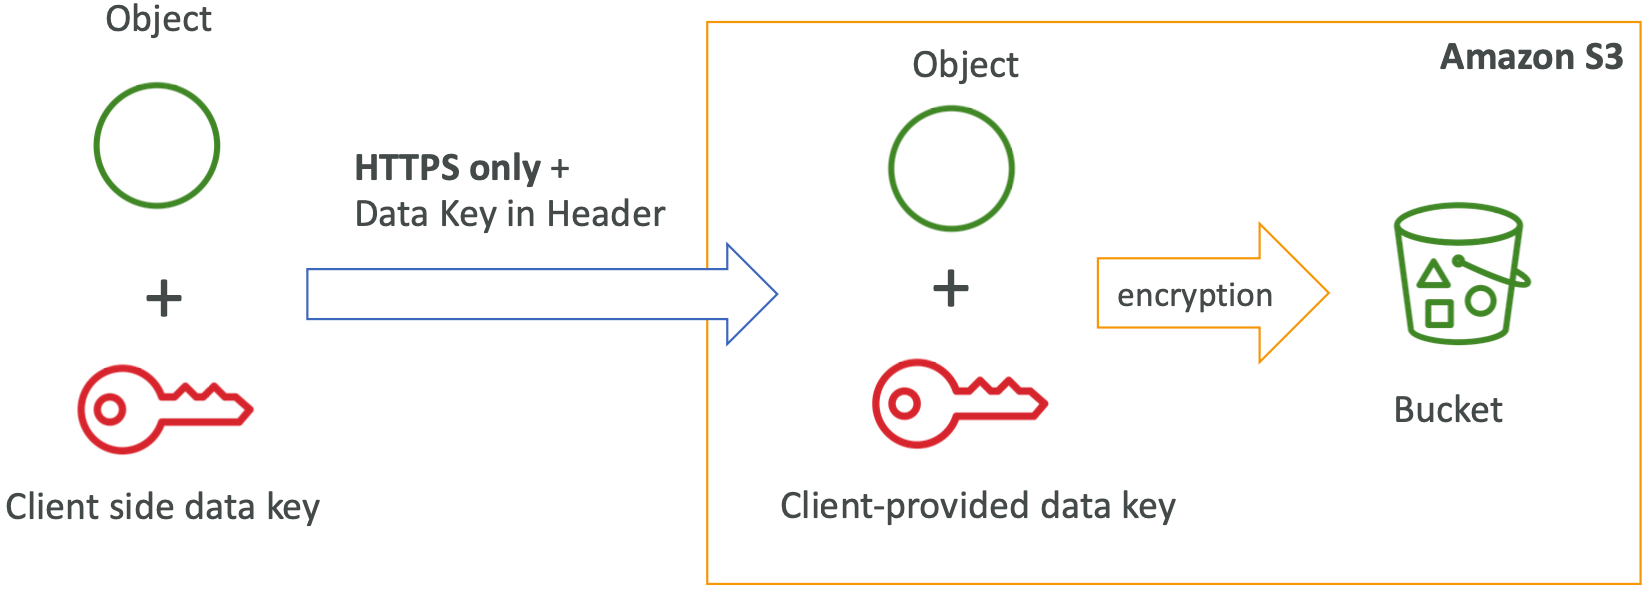 Object
+
Client side data key
HTTPS only +
Data Key in Header
Amazon S3
Object
+
Client-provided data key
encryption
Bucket